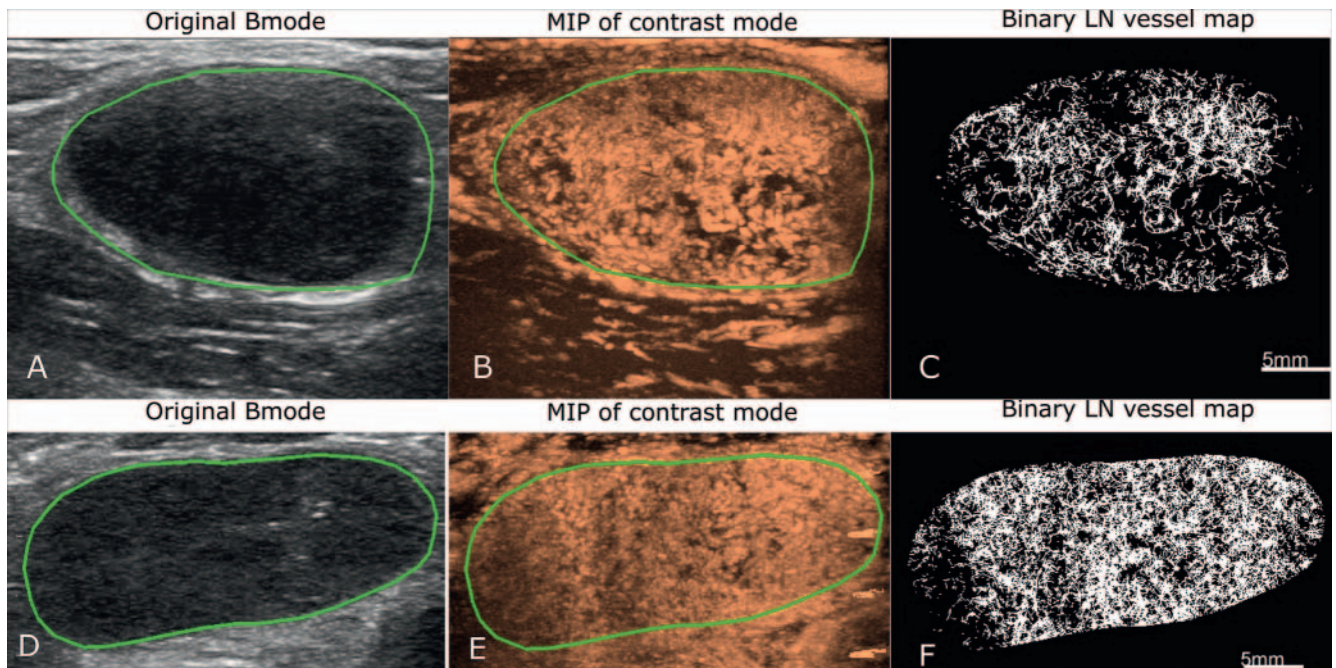 Original Bmode MIP of contrast mode Binary LN vessel map
A B C 5mm
Original Bmode MIP of contrast mode Binary LN vessel map
D E F 5mm